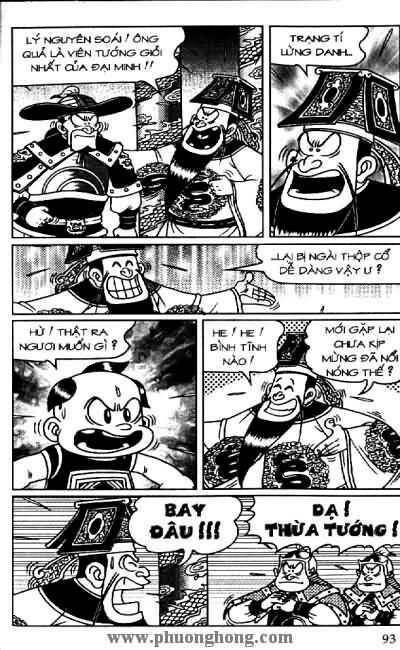 LÝ NGUYÊN SOÁI! ÔNG
QUẢ LÀ VIÊN TƯỚNG GIỎI
NHẤT CỦA ĐẠI MINH!!
TRẠNG TÍ
LỪNG DANH...
...LẠI BỊ NGÀI THỘP CỔ
DỄ DÀNG VẬY Ư?
HỪ! THẬT RA
NGƯƠI MUỐN GÌ?
HE! HE!
BÌNH TĨNH
NÀO!
MỚI GẶP LẠI
CHƯA KỊP
MỪNG ĐÃ NỔI
NÓNG THẾ?
BAY
ĐÂU!!!
DẠ!
THỪA TƯỚNG!
93
www.phuonghong.com